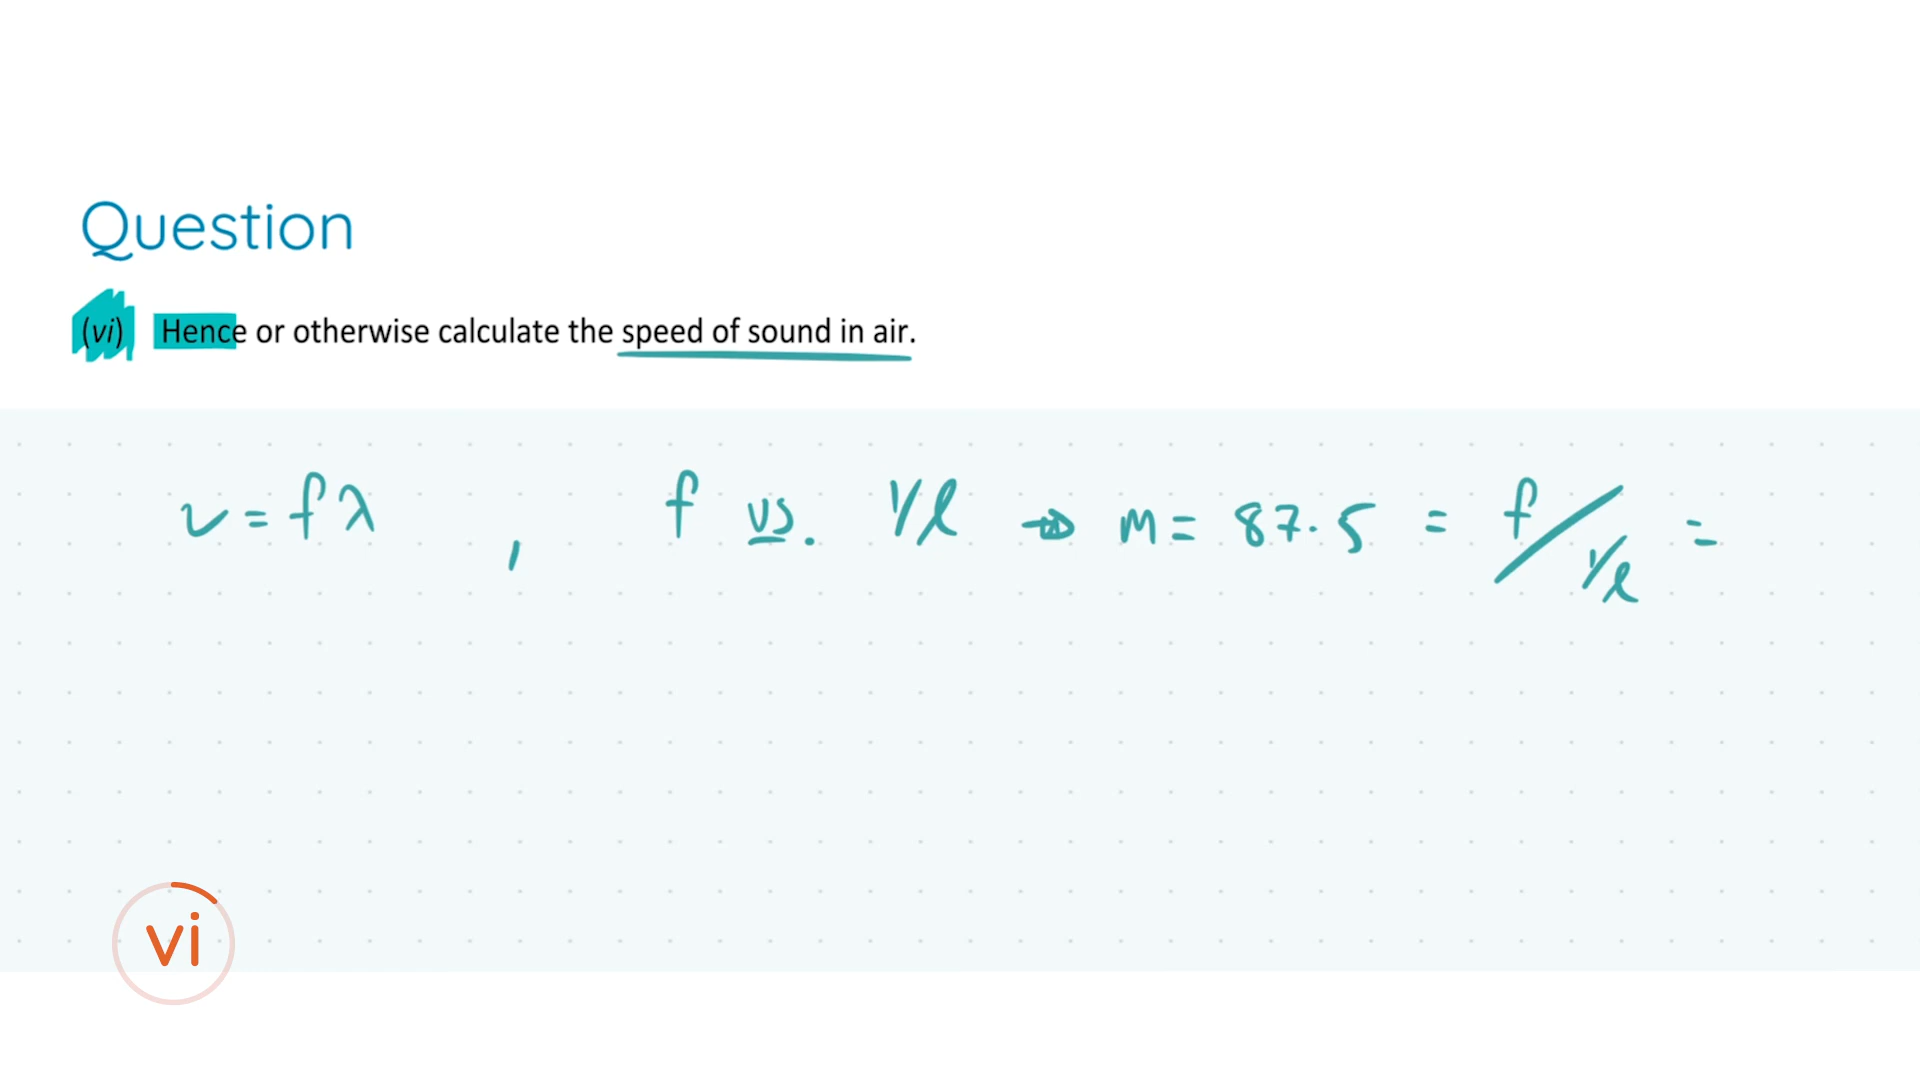 Question
(vi) Hence or otherwise calculate the speed of sound in air.
v = fλ , f vs. 1/l → m = 87.5 = f/1/l =
vi